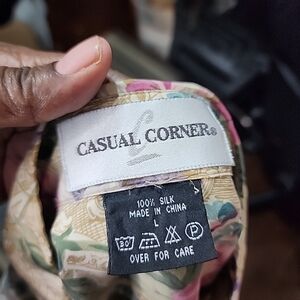 CASUAL CORNER®
100% SILK
MADE IN CHINA
L
OVER FOR CARE